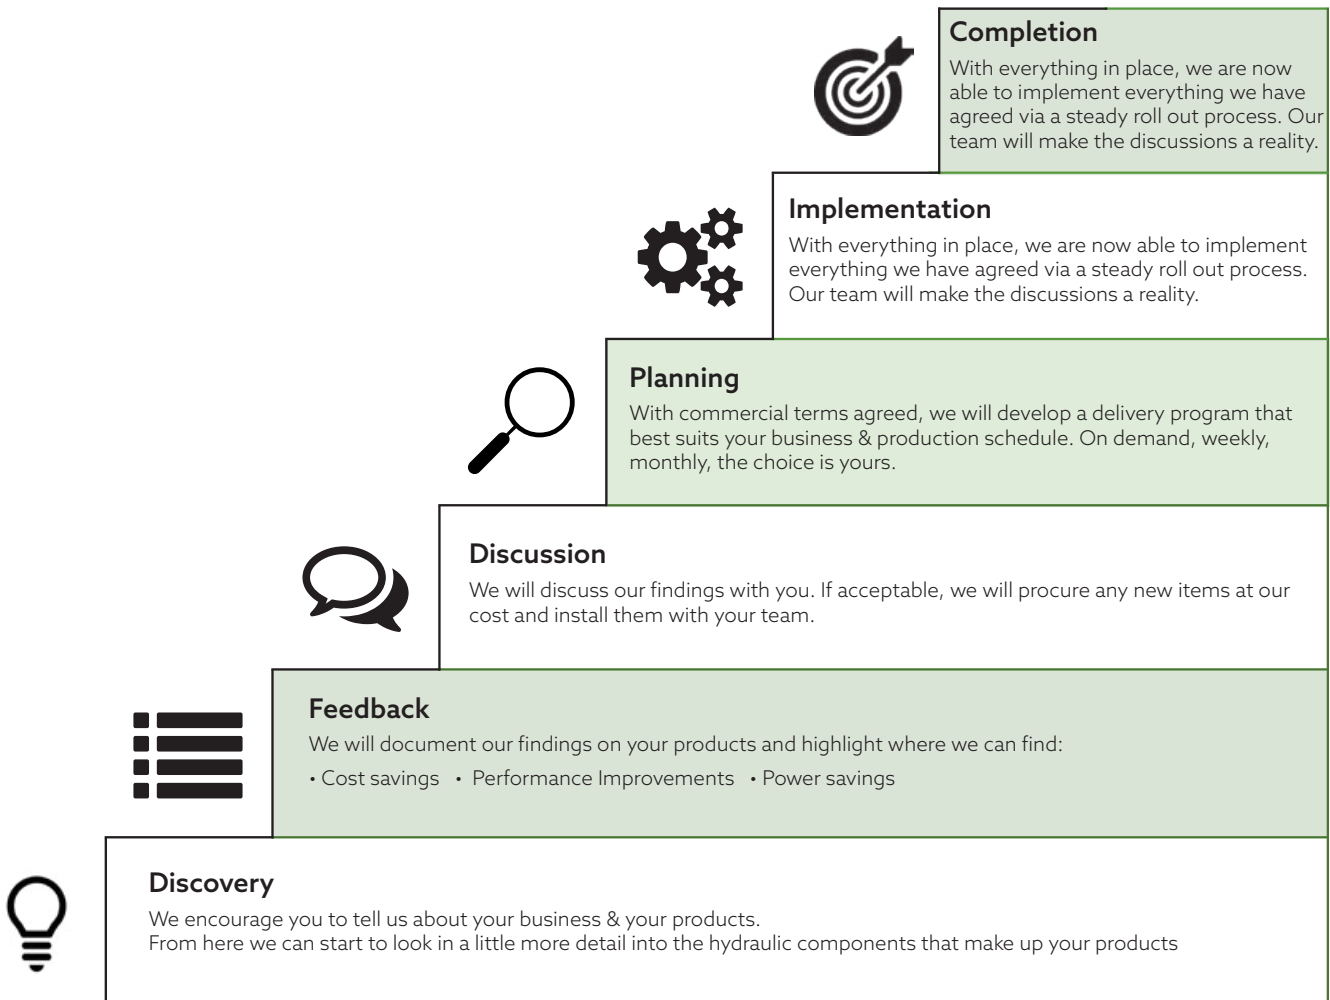 Completion
With everything in place, we are now
able to implement everything we have
agreed via a steady roll out process. Our
team will make the discussions a reality.
Implementation
With everything in place, we are now able to implement
everything we have agreed via a steady roll out process.
Our team will make the discussions a reality.
Planning
With commercial terms agreed, we will develop a delivery program that
best suits your business & production schedule. On demand, weekly,
monthly, the choice is yours.
Discussion
We will discuss our findings with you. If acceptable, we will procure any new items at our
cost and install them with your team.
Feedback
We will document our findings on your products and highlight where we can find:
• Cost savings • Performance Improvements • Power savings
Discovery
We encourage you to tell us about your business & your products.
From here we can start to look in a little more detail into the hydraulic components that make up your products